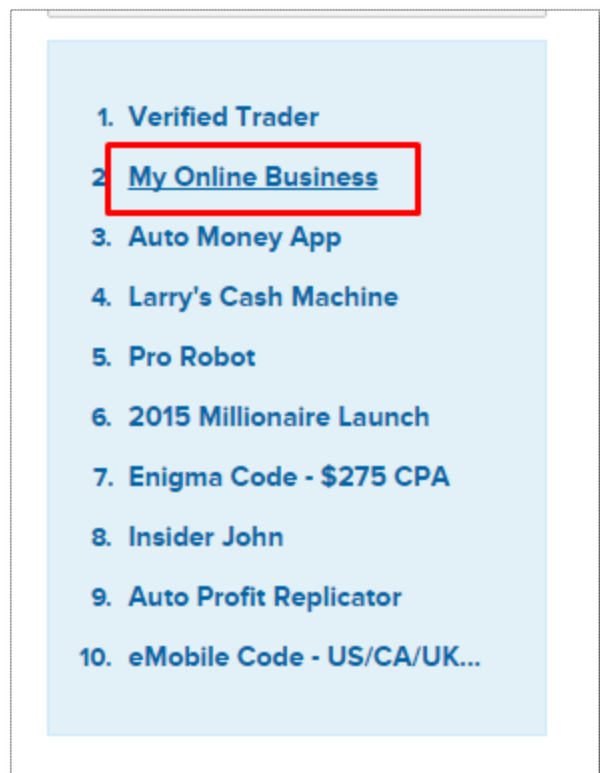 1. Verified Trader
2. My Online Business
3. Auto Money App
4. Larry's Cash Machine
5. Pro Robot
6. 2015 Millionaire Launch
7. Enigma Code - $275 CPA
8. Insider John
9. Auto Profit Replicator
10. eMobile Code - US/CA/UK...